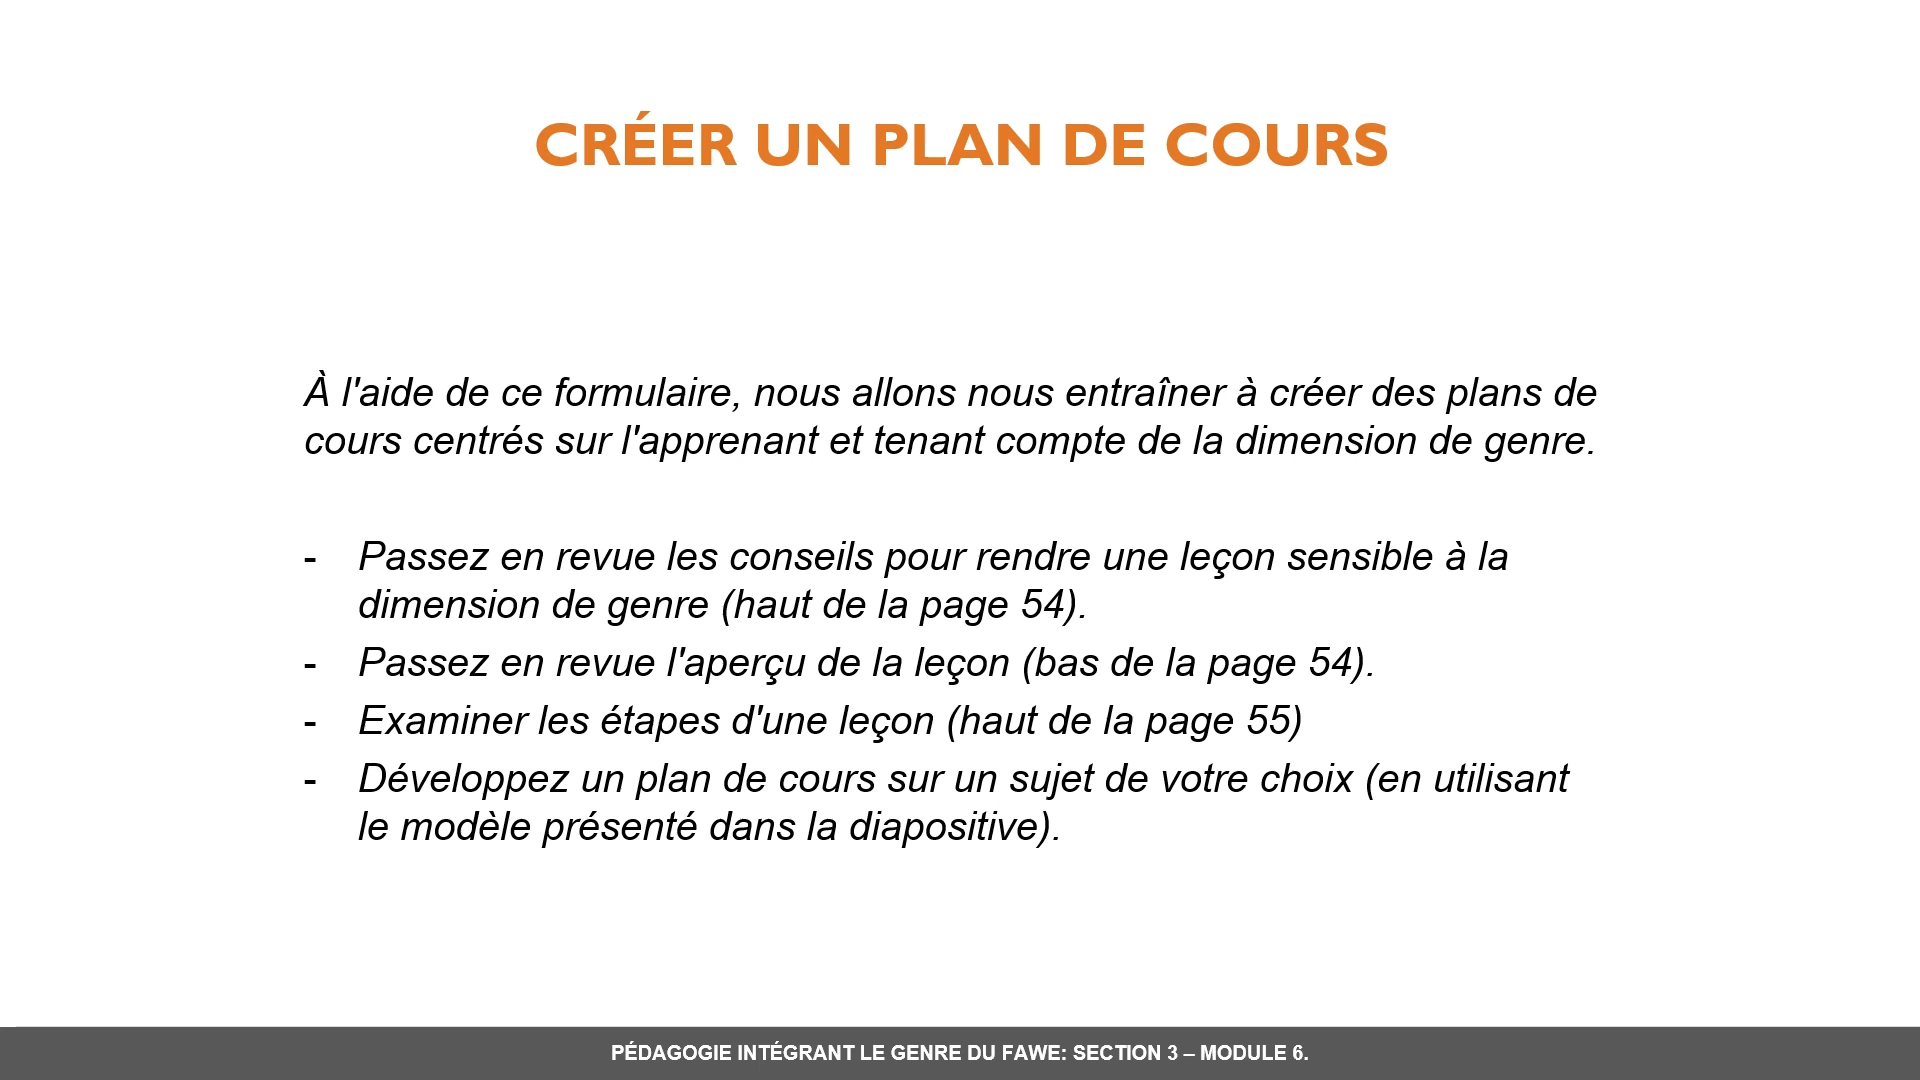 CRÉER UN PLAN DE COURS
À l'aide de ce formulaire, nous allons nous entraîner à créer des plans de
cours centrés sur l'apprenant et tenant compte de la dimension de genre.
- Passez en revue les conseils pour rendre une leçon sensible à la
dimension de genre (haut de la page 54).
- Passez en revue l'aperçu de la leçon (bas de la page 54).
- Examiner les étapes d'une leçon (haut de la page 55)
- Développez un plan de cours sur un sujet de votre choix (en utilisant
le modèle présenté dans la diapositive).
PÉDAGOGIE INTÉGRANT LE GENRE DU FAWE: SECTION 3 – MODULE 6.